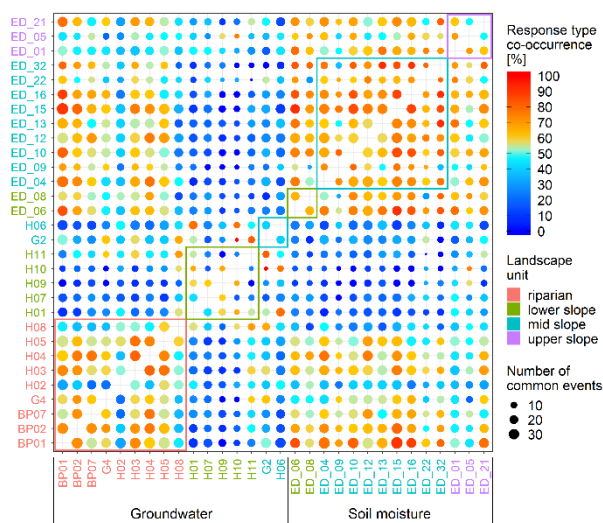 ED_21
ED_05
ED_01
ED_32
ED_22
ED_16
ED_15
ED_13
ED_12
ED_10
ED_09
ED_04
ED_08
ED_06
H06
G2
H11
H10
H09
H07
H01
H08
H05
H04
H03
H02
G4
BP07
BP02
BP01
BP01 BP02 BP07 G4 H02 H03 H04 H05 H08 H01 H07 H09 H10 H11 G2 H06 ED_06 ED_08 ED_04 ED_09 ED_10 ED_12 ED_13 ED_15 ED_16 ED_22 ED_32 ED_01 ED_05 ED_21
Groundwater Soil moisture
Response type
co-occurrence
[%]
100
90
80
70
60
50
40
30
20
10
0
Landscape
unit
riparian
lower slope
mid slope
upper slope
Number of
common events
10
20
30